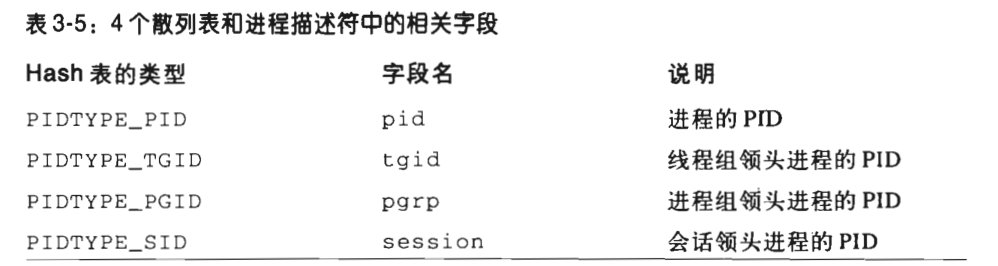 表 3-5：4 个散列表和进程描述符中的相关字段
Hash 表的类型 字段名 说明
PIDTYPE_PID pid 进程的 PID
PIDTYPE_TGID tgid 线程组领头进程的 PID
PIDTYPE_PGID pgrp 进程组领头进程的 PID
PIDTYPE_SID session 会话领头进程的 PID